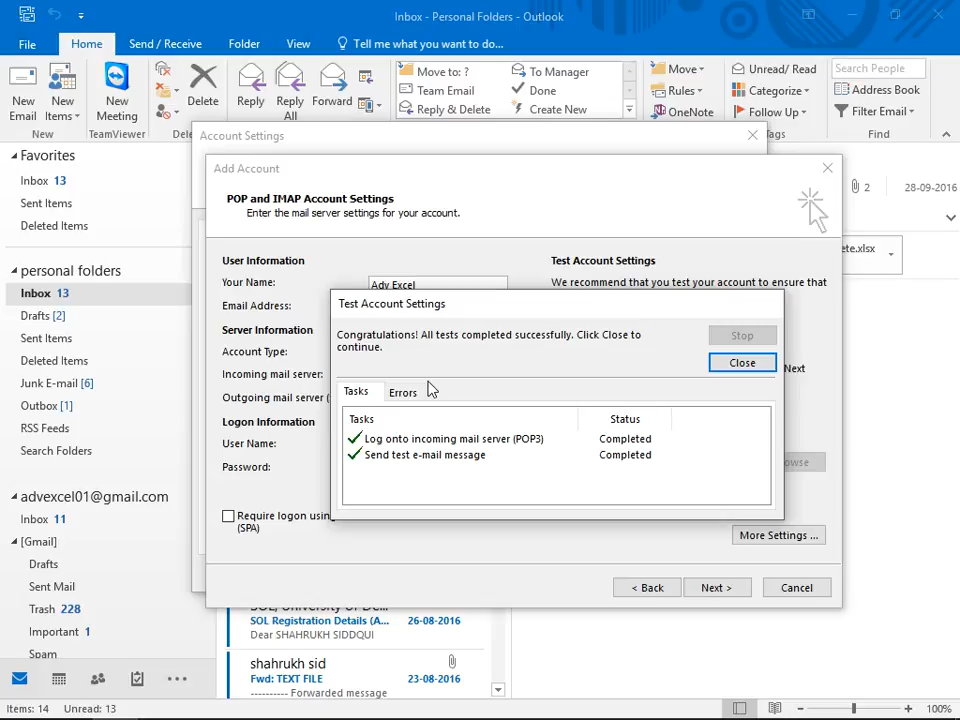 Inbox - Personal Folders - Outlook
File Home Send / Receive Folder View Tell me what you want to do...
New Email
New Items
New Meeting
Delete
Reply
Reply All
Forward
Move to: ?
Team Email
Reply & Delete
To Manager
Done
Create New
Move
Rules
OneNote
Unread/ Read
Categorize
Follow Up
Search People
Address Book
Filter Email
New TeamViewer Tags Find
Favorites
Inbox 13
Sent Items
Deleted Items
personal folders
Inbox 13
Drafts [2]
Sent Items
Deleted Items
Junk E-mail [6]
Outbox [1]
RSS Feeds
Search Folders
advexcel01@gmail.com
Inbox 11
[Gmail]
Drafts
Sent Mail
Trash 228
Important 1
Spam
Account Settings
Add Account
POP and IMAP Account Settings
Enter the mail server settings for your account.
User Information
Your Name: Adv Excel
Email Address:
Server Information
Account Type:
Incoming mail server:
Outgoing mail server (
Logon Information
User Name:
Password:
Require logon using
(SPA)
Test Account Settings
We recommend that you test your account to ensure that
Next
More Settings ...
< Back Next > Cancel
Test Account Settings
Congratulations! All tests completed successfully. Click Close to
continue.
Stop
Close
Tasks Errors
Tasks Status
Log onto incoming mail server (POP3) Completed
Send test e-mail message Completed
2 28-09-2016
ete.xlsx
SOL Registration Details (A... 26-08-2016
Dear SHAHRUKH SIDDQUI
shahrukh sid
Fwd: TEXT FILE 23-08-2016
---------- Forwarded message
Items: 14 Unread: 13
100%